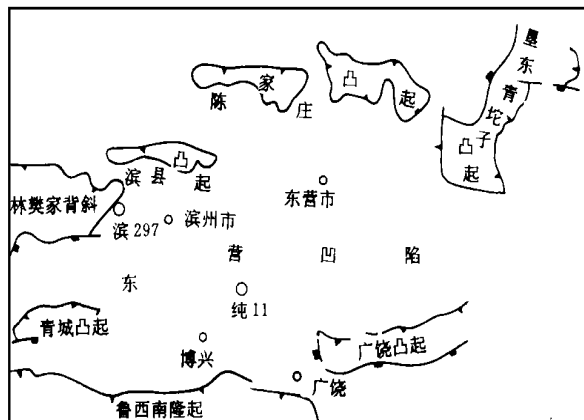 垦东青坨子凸起
陈家庄凸起
滨县凸起
林樊家背斜
滨297
滨州市
东营市
东营凹陷
纯11
青城凸起
博兴
广饶凸起
广饶
鲁西南隆起